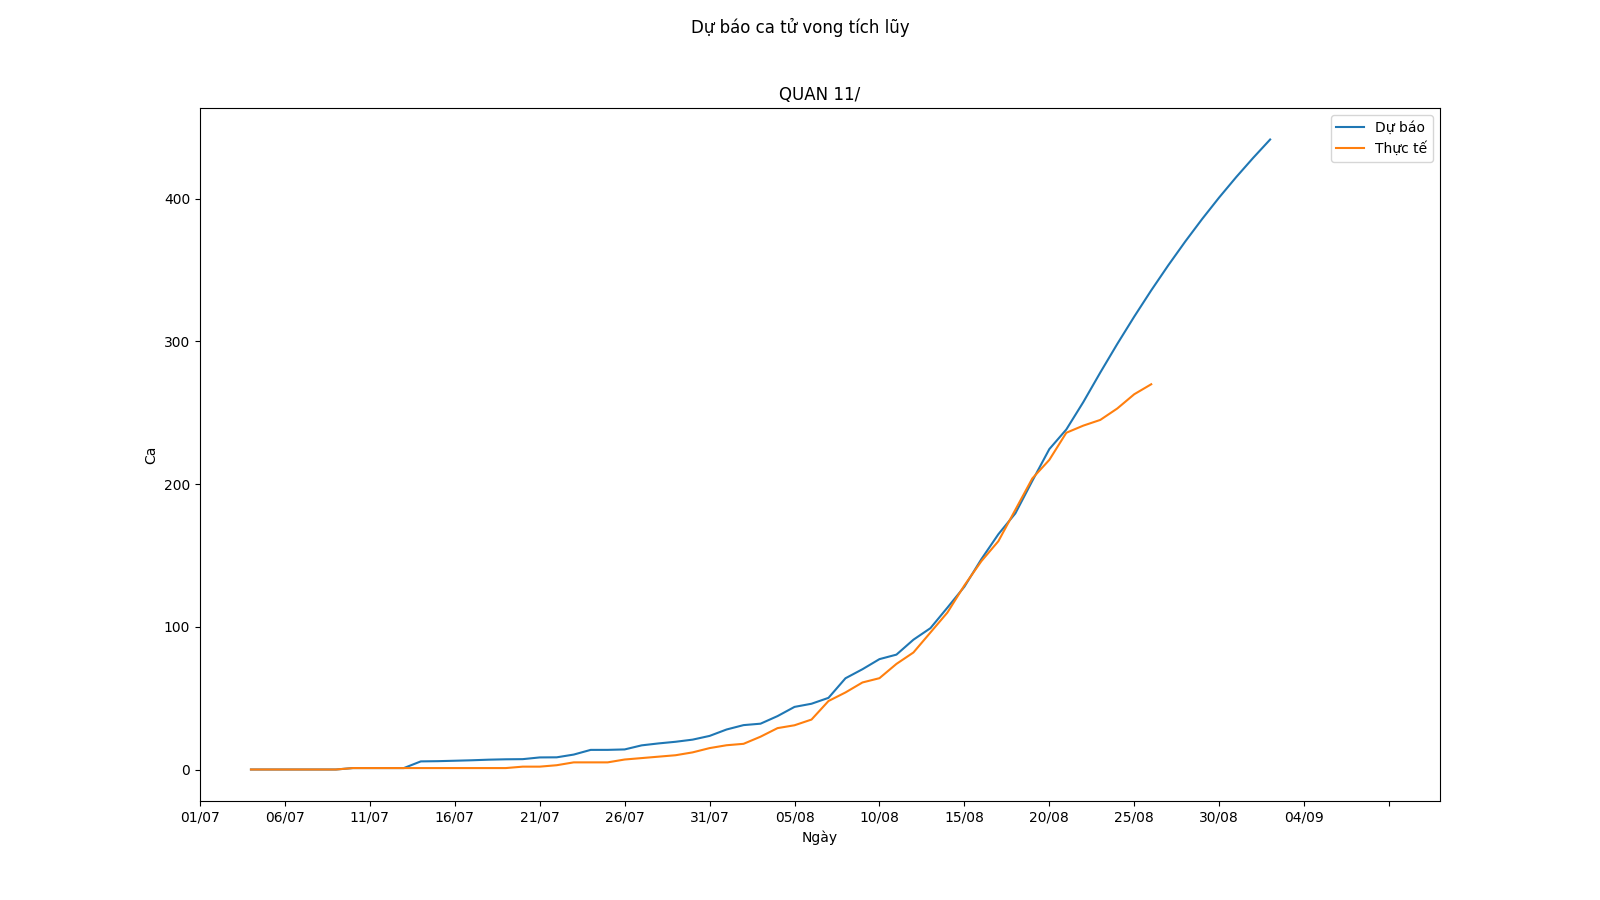 Dự báo ca tử vong tích lũy
QUAN 11/
Dự báo
Thực tế
400
300
200
100
0
Ca
01/07 06/07 11/07 16/07 21/07 26/07 31/07 05/08 10/08 15/08 20/08 25/08 30/08 04/09
Ngày